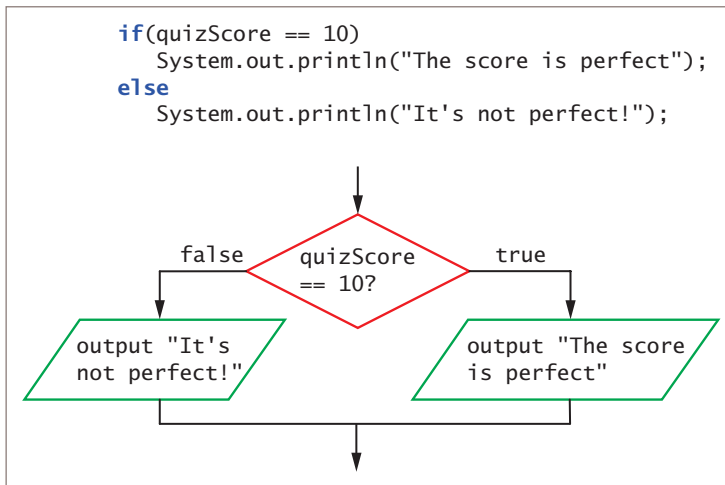 if(quizScore == 10)
System.out.println("The score is perfect");
else
System.out.println("It's not perfect!");
false
quizScore
== 10?
true
output "It's
not perfect!"
output "The score
is perfect"